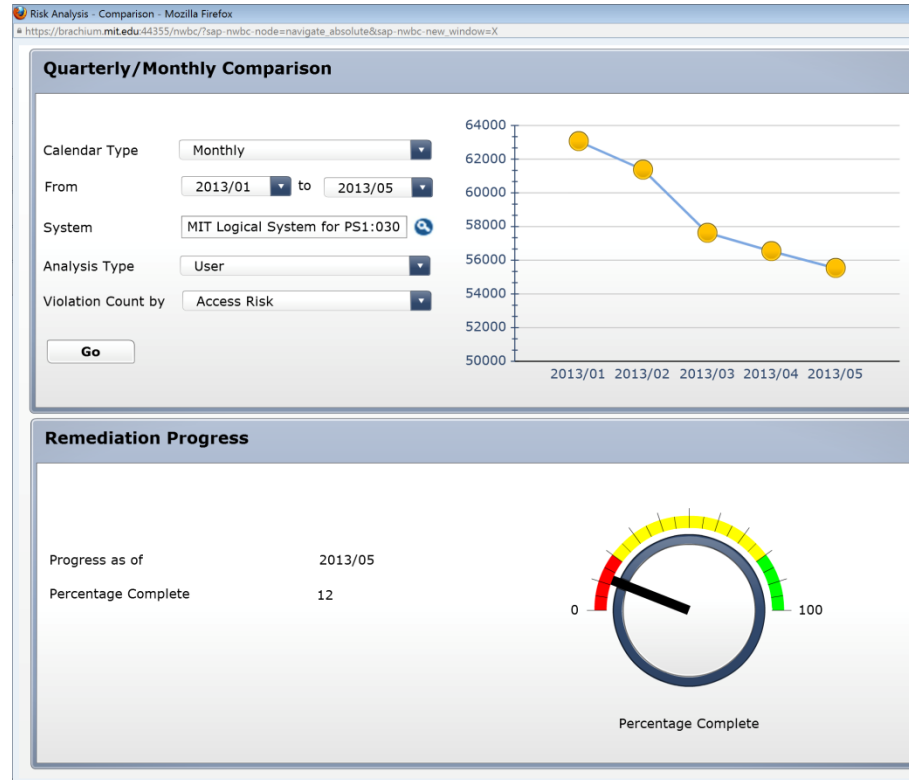 Risk Analysis - Comparison - Mozilla Firefox
https://brachium.mit.edu:44355/nwbc/?sap-nwbc-node=navigate_absolute&sap-nwbc-new_window=X
Quarterly/Monthly Comparison
Calendar Type Monthly
From 2013/01 to 2013/05
System MIT Logical System for PS1:030
Analysis Type User
Violation Count by Access Risk
Go
64000
62000
60000
58000
56000
54000
52000
50000
2013/01 2013/02 2013/03 2013/04 2013/05
Remediation Progress
Progress as of 2013/05
Percentage Complete 12
0 100
Percentage Complete